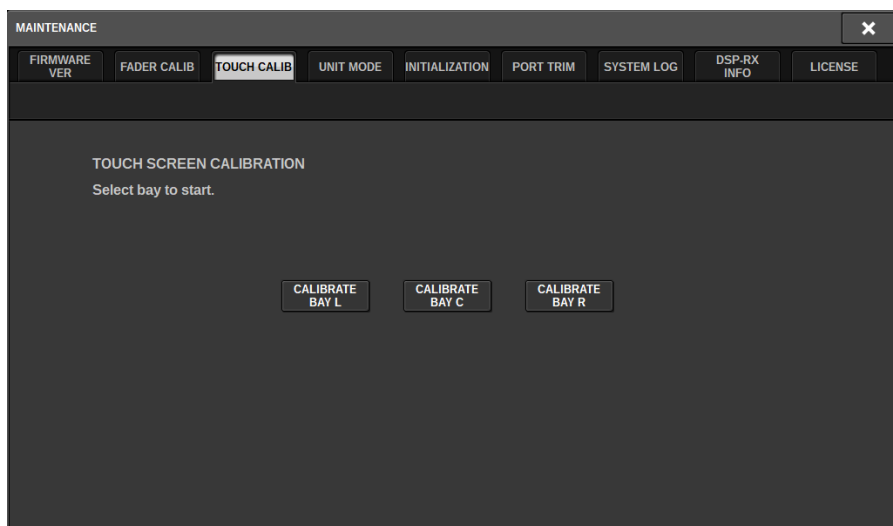 MAINTENANCE
FIRMWARE
VER
FADER CALIB
TOUCH CALIB
UNIT MODE
INITIALIZATION
PORT TRIM
SYSTEM LOG
DSP-RX
INFO
LICENSE
TOUCH SCREEN CALIBRATION
Select bay to start.
CALIBRATE
BAY L
CALIBRATE
BAY C
CALIBRATE
BAY R